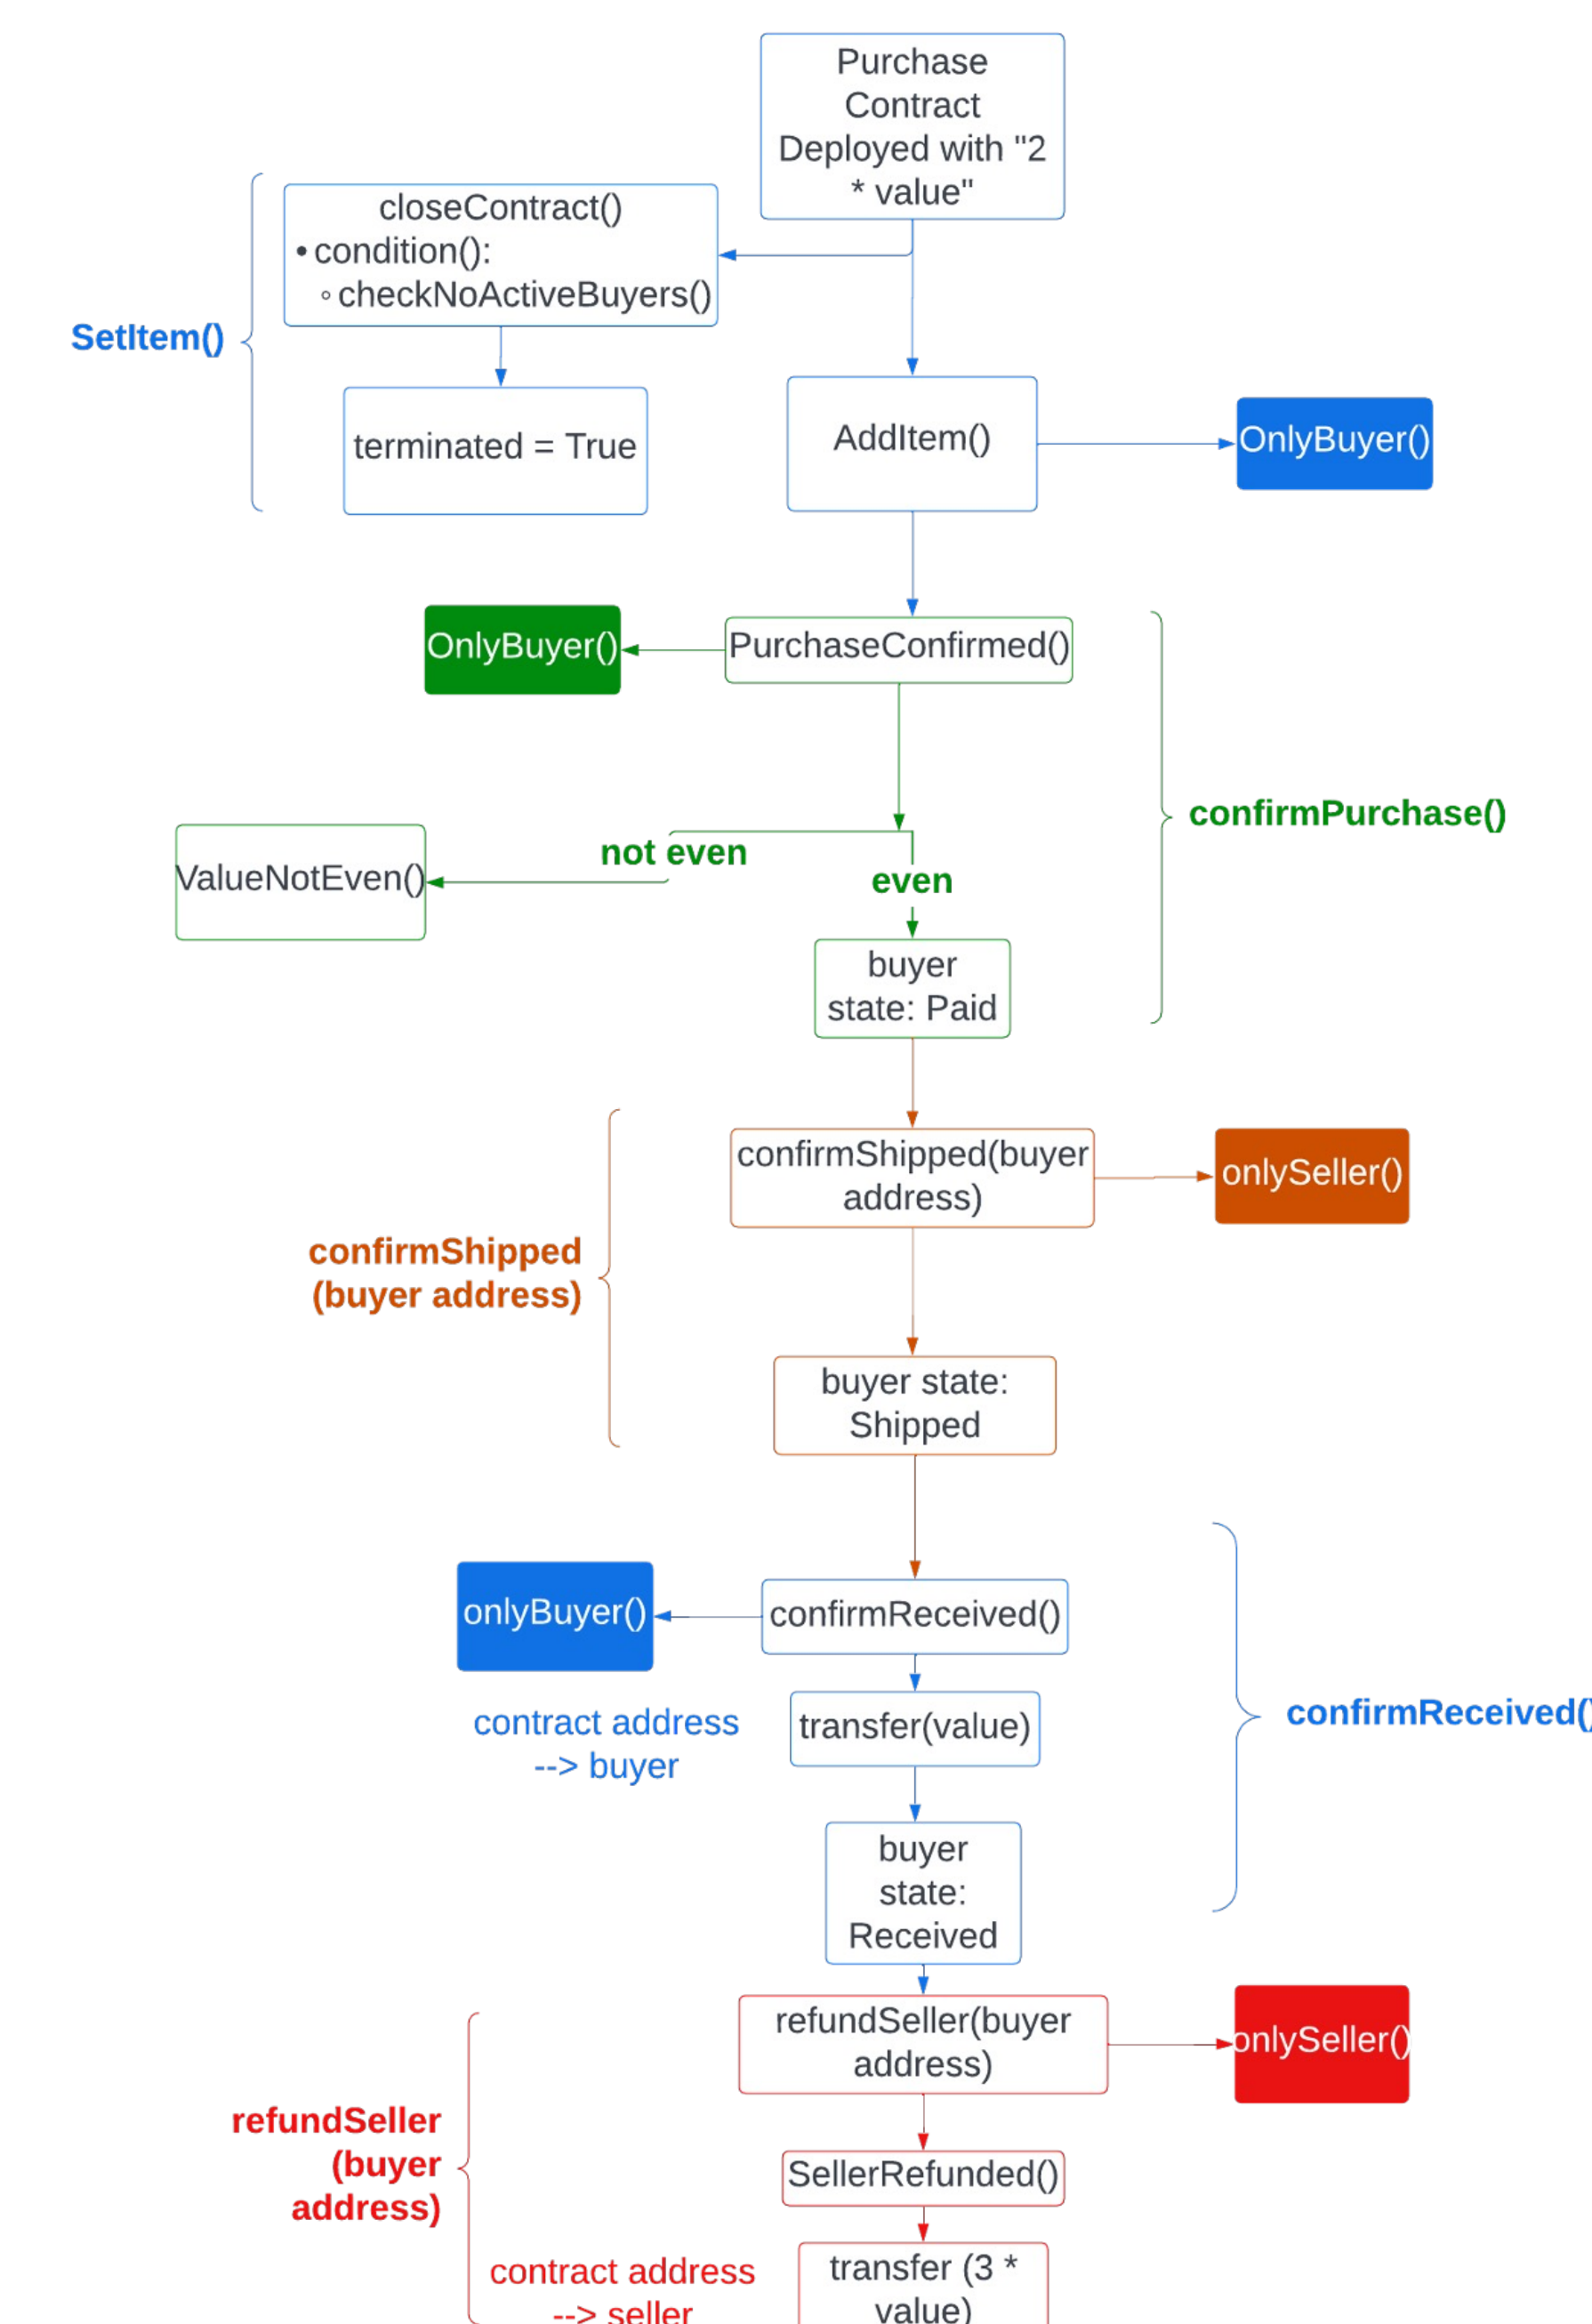 Purchase
Contract
Deployed with "2
* value"
closeContract()
• condition():
◦ checkNoActiveBuyers()
SetItem()
terminated = True
AddItem()
OnlyBuyer()
OnlyBuyer()
PurchaseConfirmed()
confirmPurchase()
not even
ValueNotEven()
even
buyer
state: Paid
confirmShipped(buyer
address)
onlySeller()
confirmShipped
(buyer address)
buyer state:
Shipped
onlyBuyer()
confirmReceived()
contract address
--> buyer
transfer(value)
confirmReceived()
buyer
state:
Received
refundSeller(buyer
address)
onlySeller()
refundSeller
(buyer
address)
SellerRefunded()
contract address
--> seller
transfer (3 *
value)